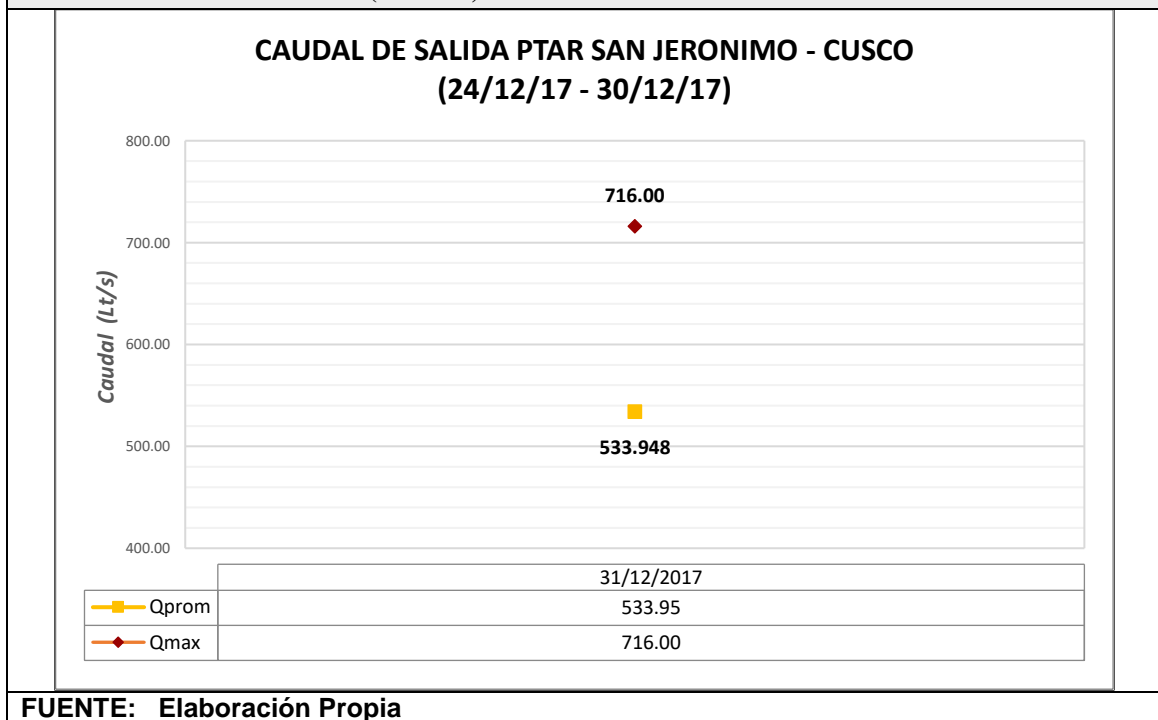 CAUDAL DE SALIDA PTAR SAN JERONIMO - CUSCO
(24/12/17 - 30/12/17)
800.00
716.00
700.00
Caudal (Lt/s)
600.00
500.00
533.948
400.00
31/12/2017
Qprom 533.95
Qmax 716.00
FUENTE: Elaboración Propia